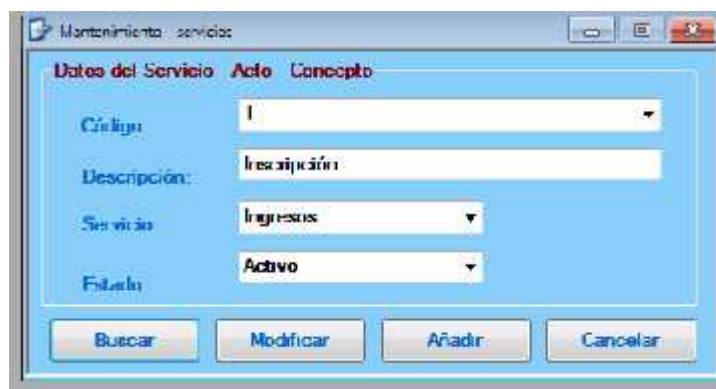 Mantenimiento servicios
Datos del Servicio Acto Concepto
Código 1
Descripción: Inscripción
Servicio Ingresos
Estado Activo
Buscar Modificar Añadir Cancelar